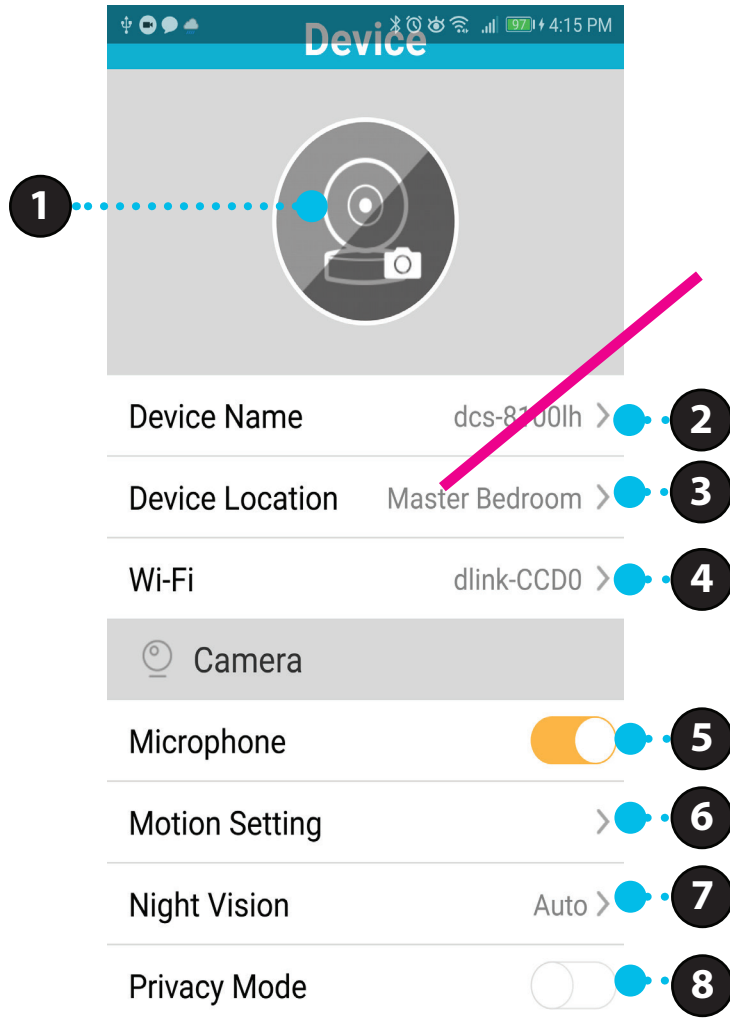 97 4:15 PM
Device
1
Device Name dcs-8100lh 2
Device Location Master Bedroom 3
Wi-Fi dlink-CCD0 4
Camera
Microphone 5
Motion Setting 6
Night Vision Auto 7
Privacy Mode 8